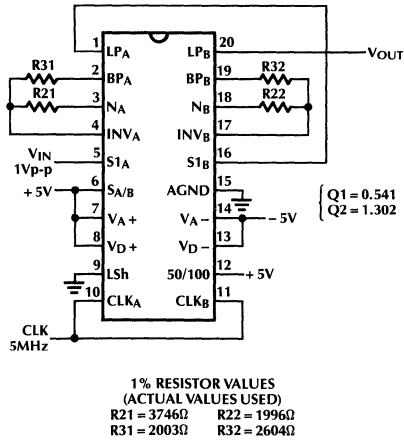 1 LPA LPB 20
VOUT
R31 2 BPA BPB 19 R32
R21 3 NA NB 18 R22
4 INVA INVB 17
VIN 5 S1A S1B 16
1Vp-p
+5V 6 SA/B AGND 15
7 VA+ VA− 14 −5V
8 VD+ VD− 13
9 LSh 50/100 12 +5V
10 CLKA CLKB 11
CLK
5MHz
Q1=0.541
Q2=1.302
1% RESISTOR VALUES
(ACTUAL VALUES USED)
R21=3746Ω R22=1996Ω
R31=2003Ω R32=2604Ω